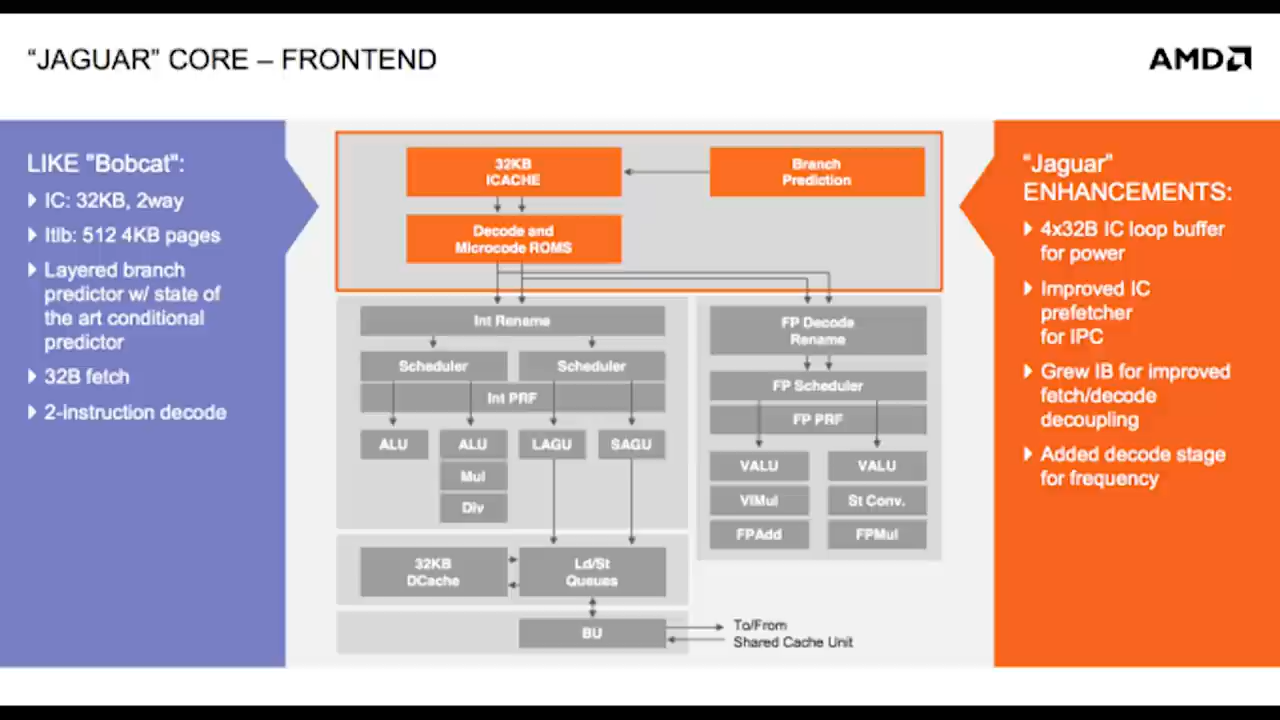 “JAGUAR” CORE – FRONTEND
AMD
LIKE "Bobcat":
IC: 32KB, 2way
Itlb: 512 4KB pages
Layered branch
predictor w/ state of
the art conditional
predictor
32B fetch
2-instruction decode
32KB
ICACHE
Branch
Prediction
Decode and
Microcode ROMS
Int Rename
Scheduler
Scheduler
Int PRF
ALU
ALU
LAGU
SAGU
Mul
Div
FP Decode
Rename
FP Scheduler
FP PRF
VALU
VALU
VIMul
St Conv.
FPAdd
FPMul
32KB
DCache
Ld/St
Queues
BU
To/From
Shared Cache Unit
“Jaguar”
ENHANCEMENTS:
4x32B IC loop buffer
for power
Improved IC
prefetcher
for IPC
Grew IB for improved
fetch/decode
decoupling
Added decode stage
for frequency